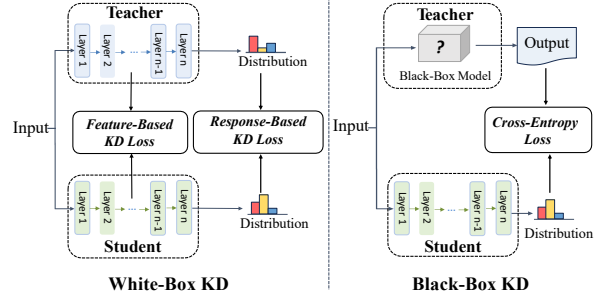 Teacher
Layer 1
Layer 2
...
Layer n-1
Layer n
Distribution
Input
Feature-Based
KD Loss
Response-Based
KD Loss
Layer 1
Layer 2
...
Layer n-1
Layer n
Student
Distribution
White-Box KD
Teacher
?
Black-Box Model
Output
Input
Cross-Entropy
Loss
Layer 1
Layer 2
...
Layer n-1
Layer n
Student
Distribution
Black-Box KD